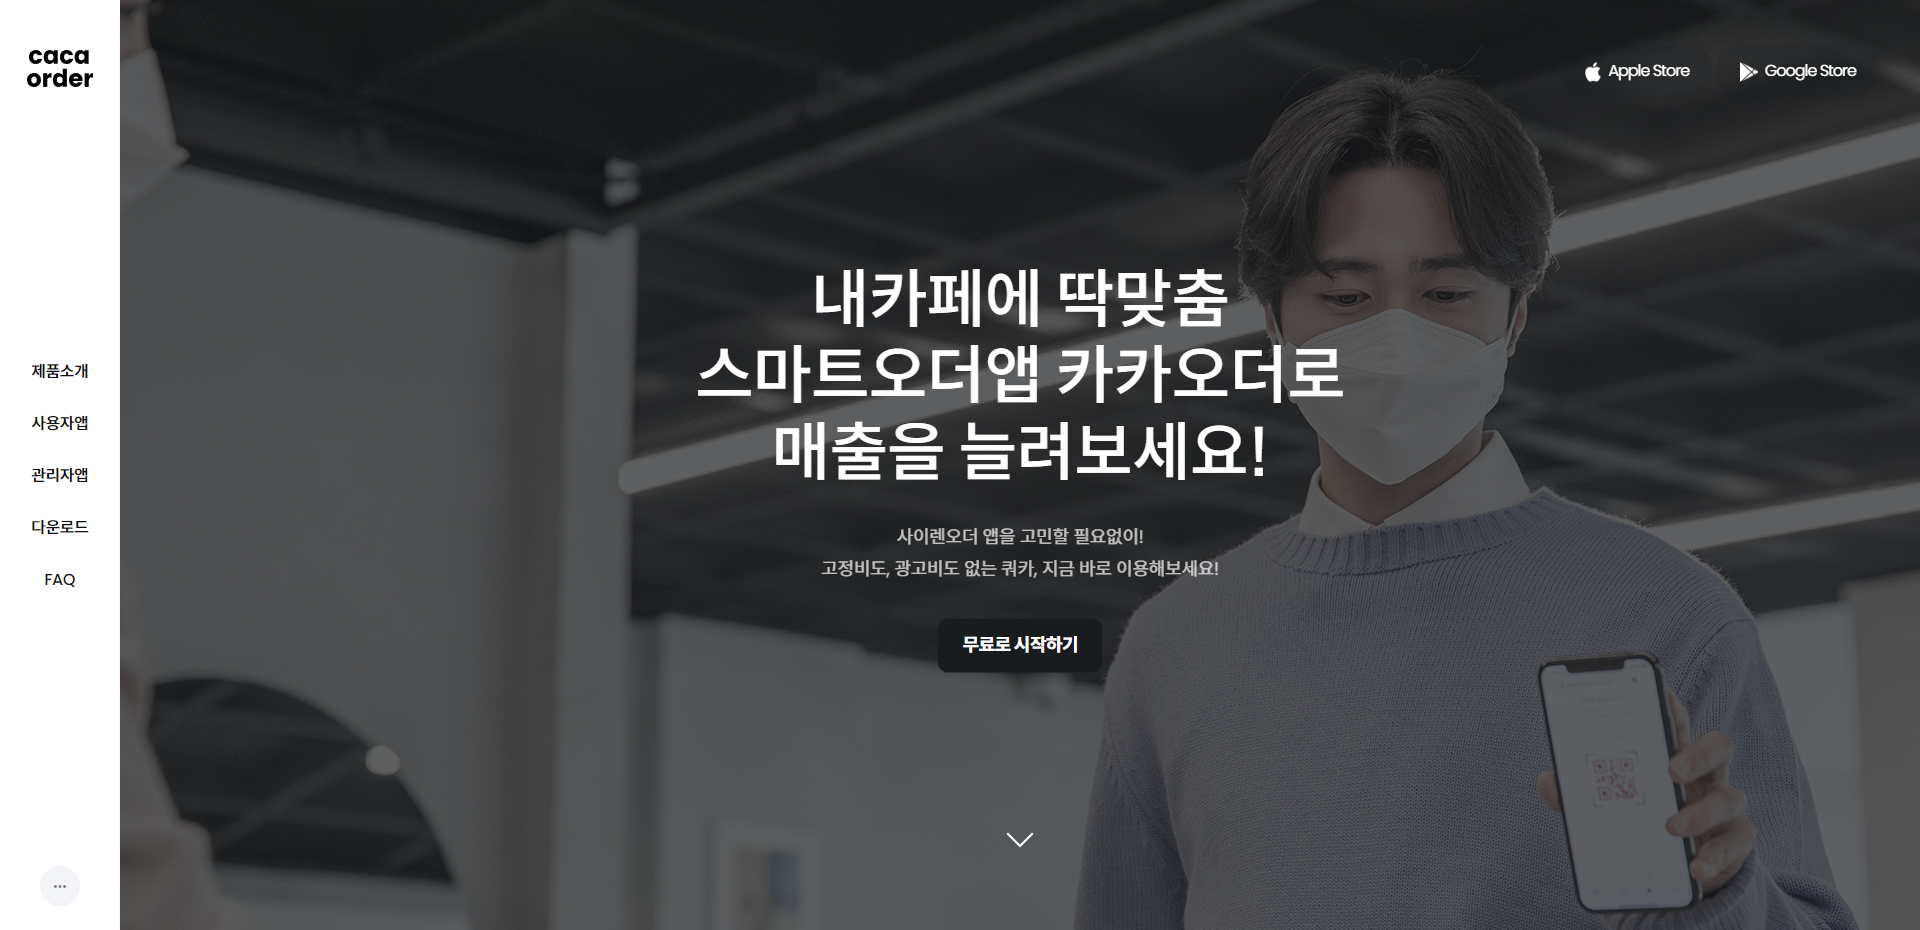 caca
order
제품소개
사용자앱
관리자앱
다운로드
FAQ
Apple Store
Google Store
내카페에 딱맞춤
스마트오더앱 카카오더로
매출을 늘려보세요!
사이렌오더 앱을 고민할 필요없이!
고정비도, 광고비도 없는 쿼카, 지금 바로 이용해보세요!
무료로 시작하기